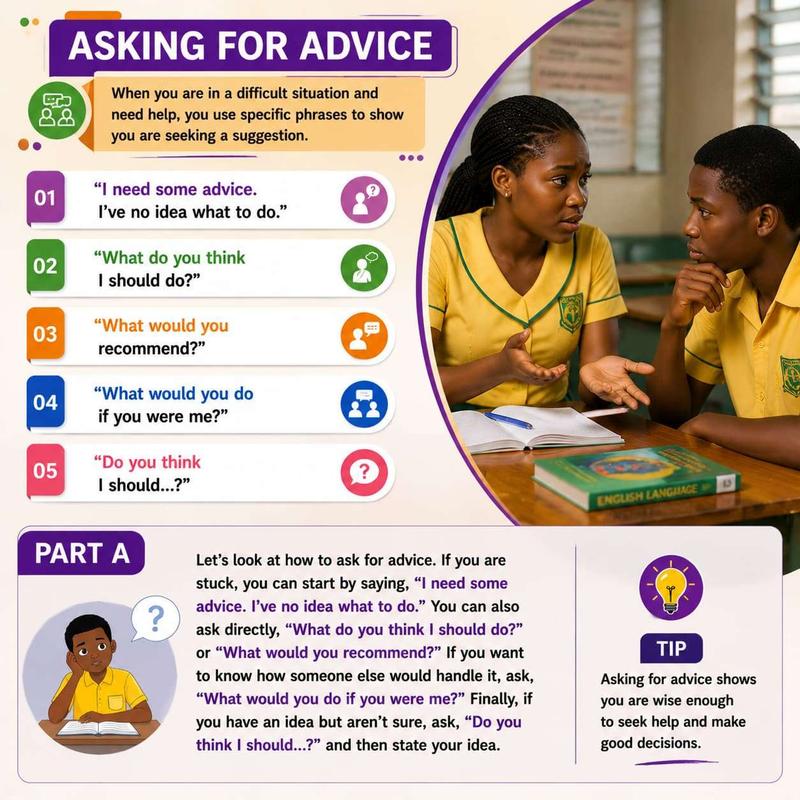 ASKING FOR ADVICE
When you are in a difficult situation and
need help, you use specific phrases to show
you are seeking a suggestion.
01
“I need some advice.
I’ve no idea what to do.”
02
“What do you think
I should do?”
03
“What would you
recommend?”
04
“What would you do
if you were me?”
05
“Do you think
I should...?”
ENGLISH LANGUAGE
PART A
?
Let’s look at how to ask for advice. If you are
stuck, you can start by saying, “I need some
advice. I’ve no idea what to do.” You can also
ask directly, “What do you think I should do?”
or “What would you recommend?” If you want
to know how someone else would handle it, ask,
“What would you do if you were me?” Finally, if
you have an idea but aren’t sure, ask, “Do you
think I should...?” and then state your idea.
TIP
Asking for advice shows
you are wise enough
to seek help and make
good decisions.